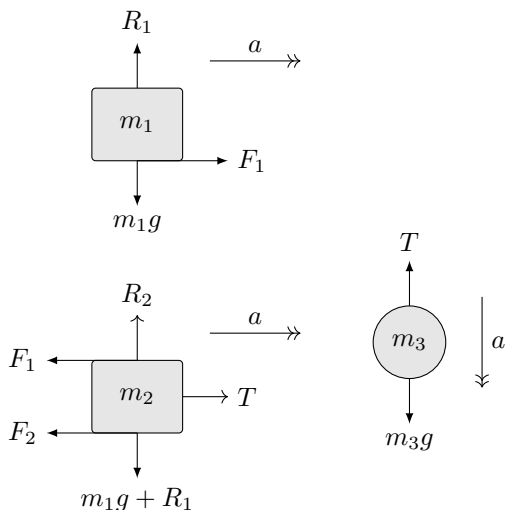 R₁
a
m₁
F₁
m₁g
T
R₂
a
F₁
m₃
a
m₂
T
F₂
m₃g
m₁g + R₁